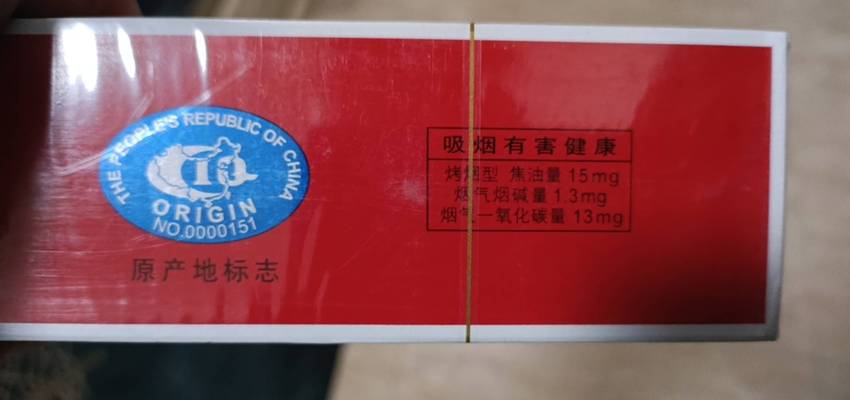 THE PEOPLE'S REPUBLIC OF CHINA
ORIGIN
NO.0000151
原产地标志
吸烟有害健康
烤烟型 焦油量 15mg
烟气烟碱量 1.3mg
烟气一氧化碳量 13mg